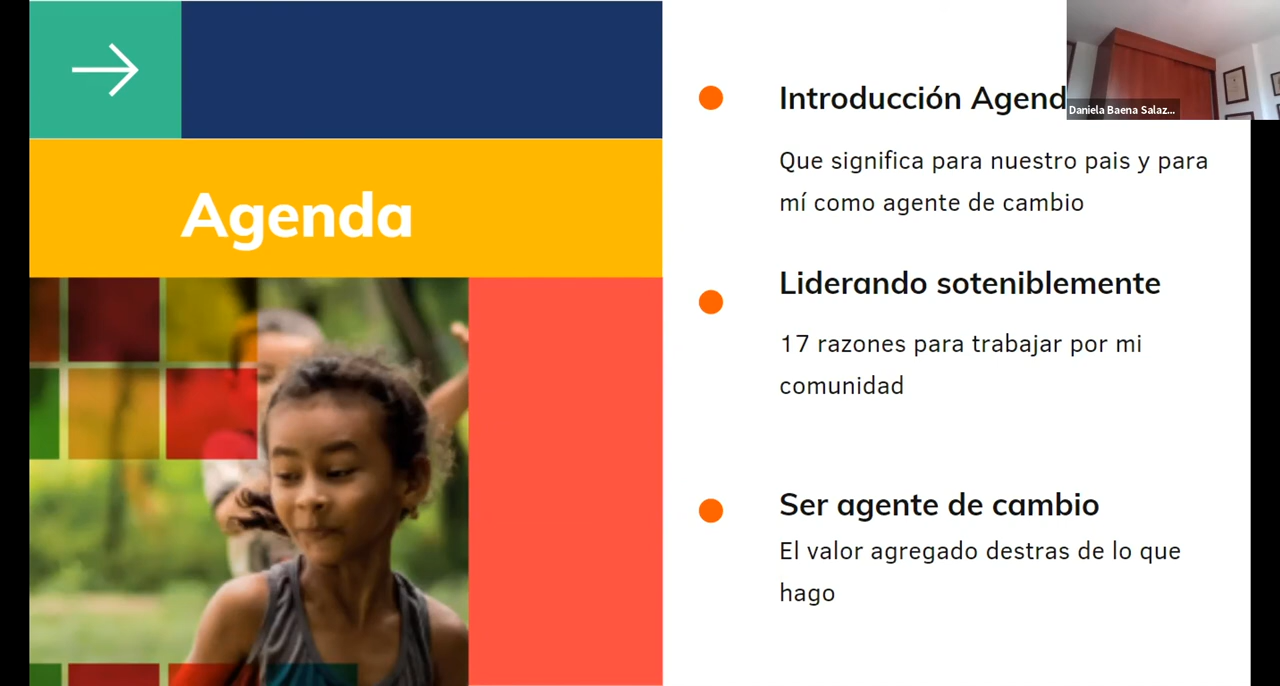 Agenda
Introducción Agend
Daniela Baena Salaz...
Que significa para nuestro pais y para
mí como agente de cambio
Liderando soteniblemente
17 razones para trabajar por mi
comunidad
Ser agente de cambio
El valor agregado destras de lo que
hago